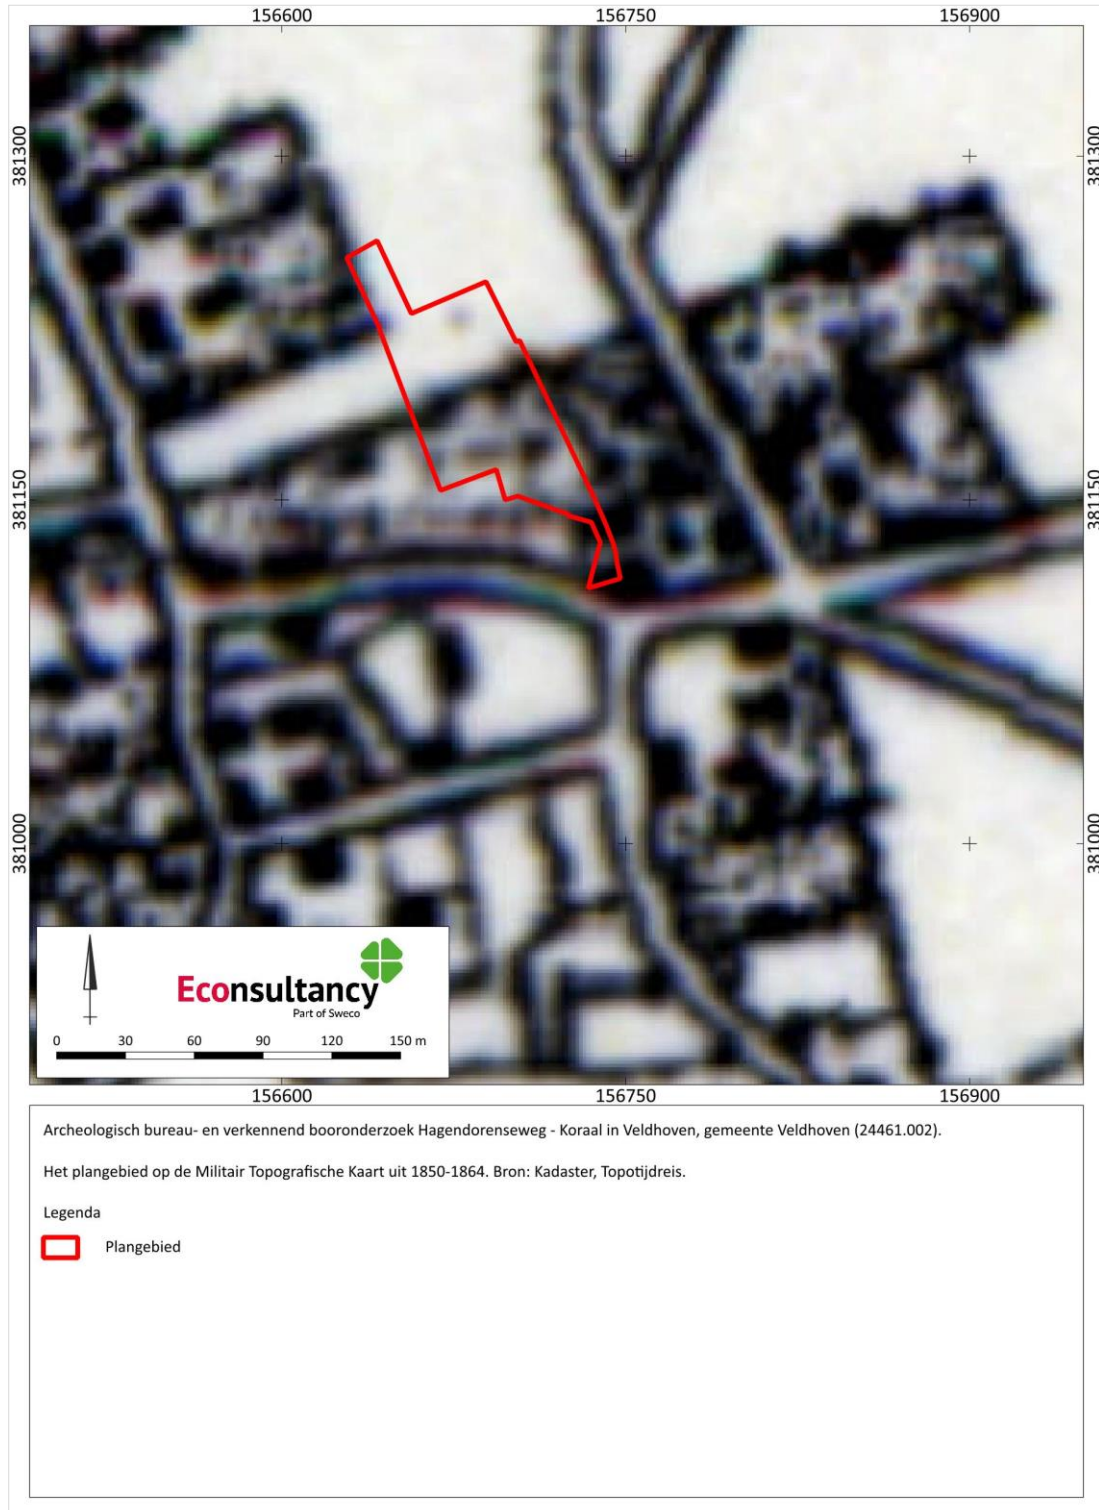 156600 156750 156900
381300 381300
381150 381150
381000 381000
Econsultancy
Part of Sweco
0 30 60 90 120 150 m
156600 156750 156900
Archeologisch bureau- en verkennend booronderzoek Hagendorenseweg - Koraal in Veldhoven, gemeente Veldhoven (24461.002).
Het plangebied op de Militair Topografische Kaart uit 1850-1864. Bron: Kadaster, Topotijdreis.
Legenda
Plangebied